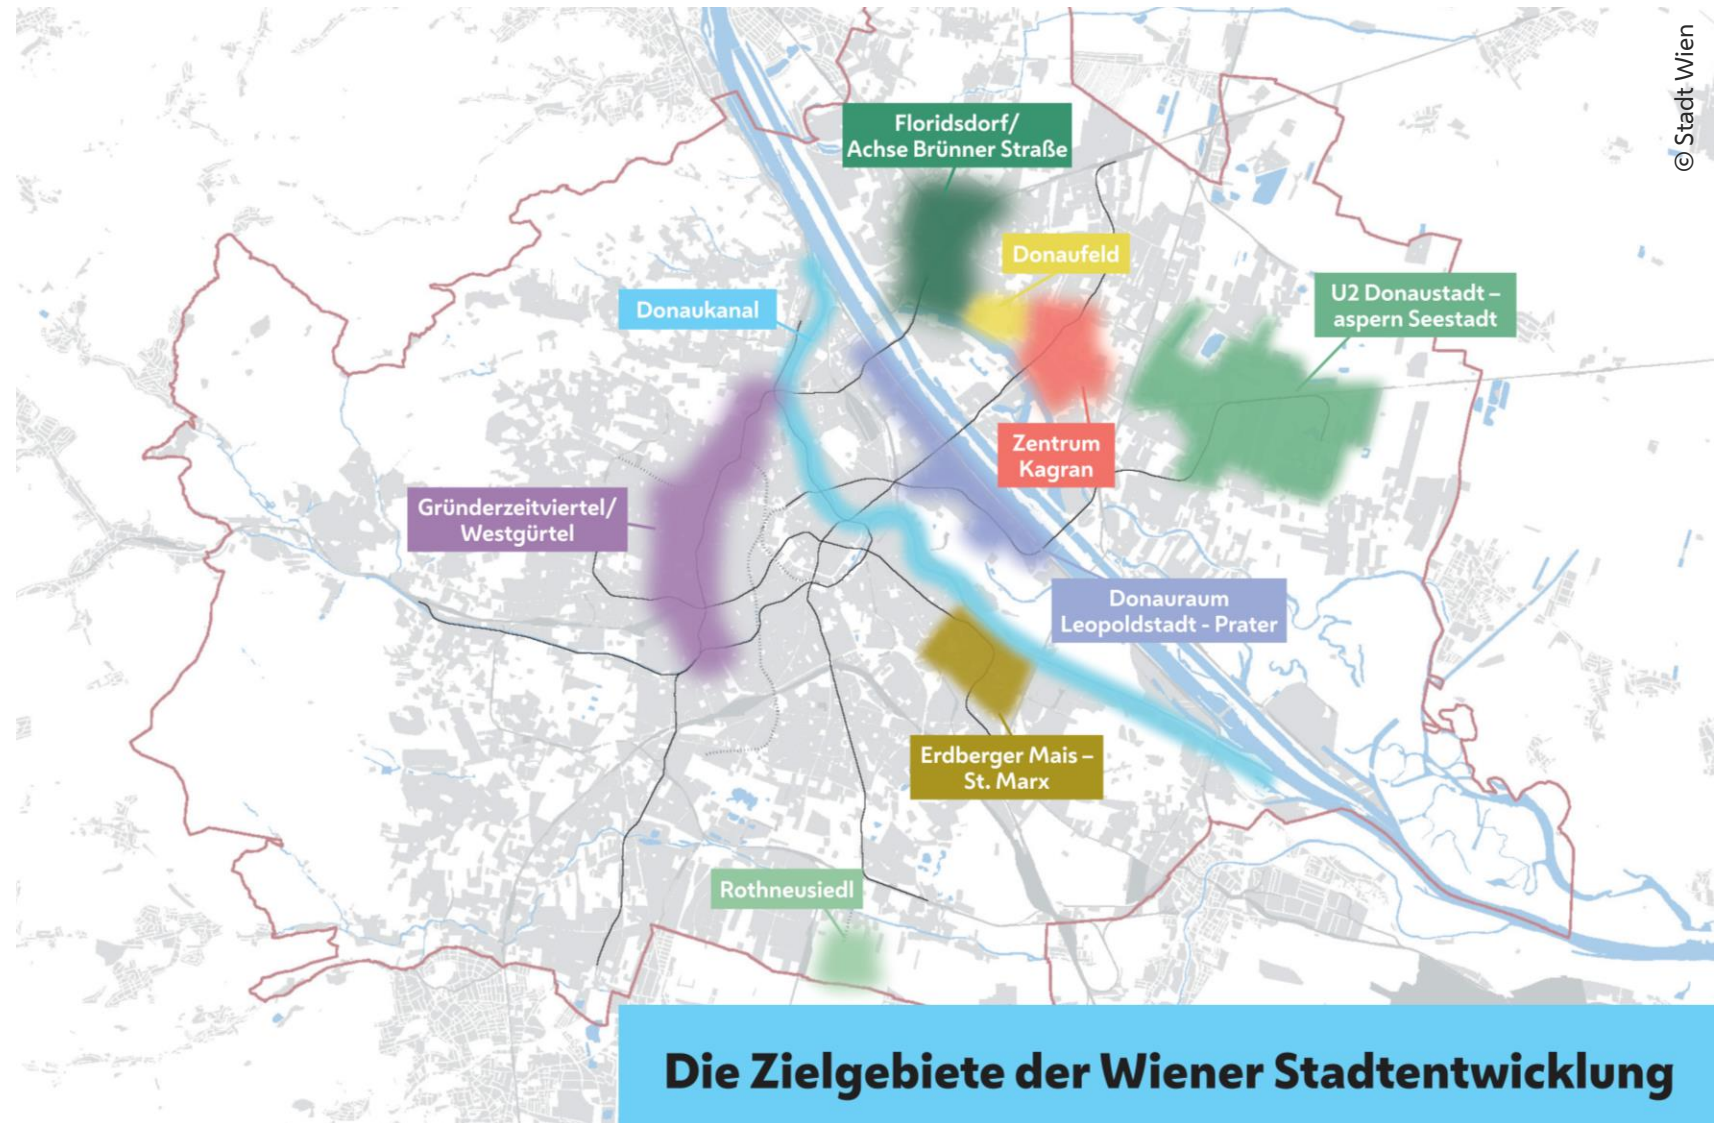 © Stadt Wien
Floridsdorf/
Achse Brünner Straße
Donaufeld
U2 Donaustadt –
aspern Seestadt
Donaukanal
Zentrum
Kagran
Gründerzeitviertel/
Westgürtel
Donauraum
Leopoldstadt - Prater
Erdberger Mais –
St. Marx
Rothneusiedl
Die Zielgebiete der Wiener Stadtentwicklung